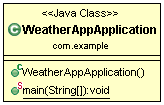 <<Java Class>>
WeatherAppApplication
com.example
WeatherAppApplication()
main(String[]):void